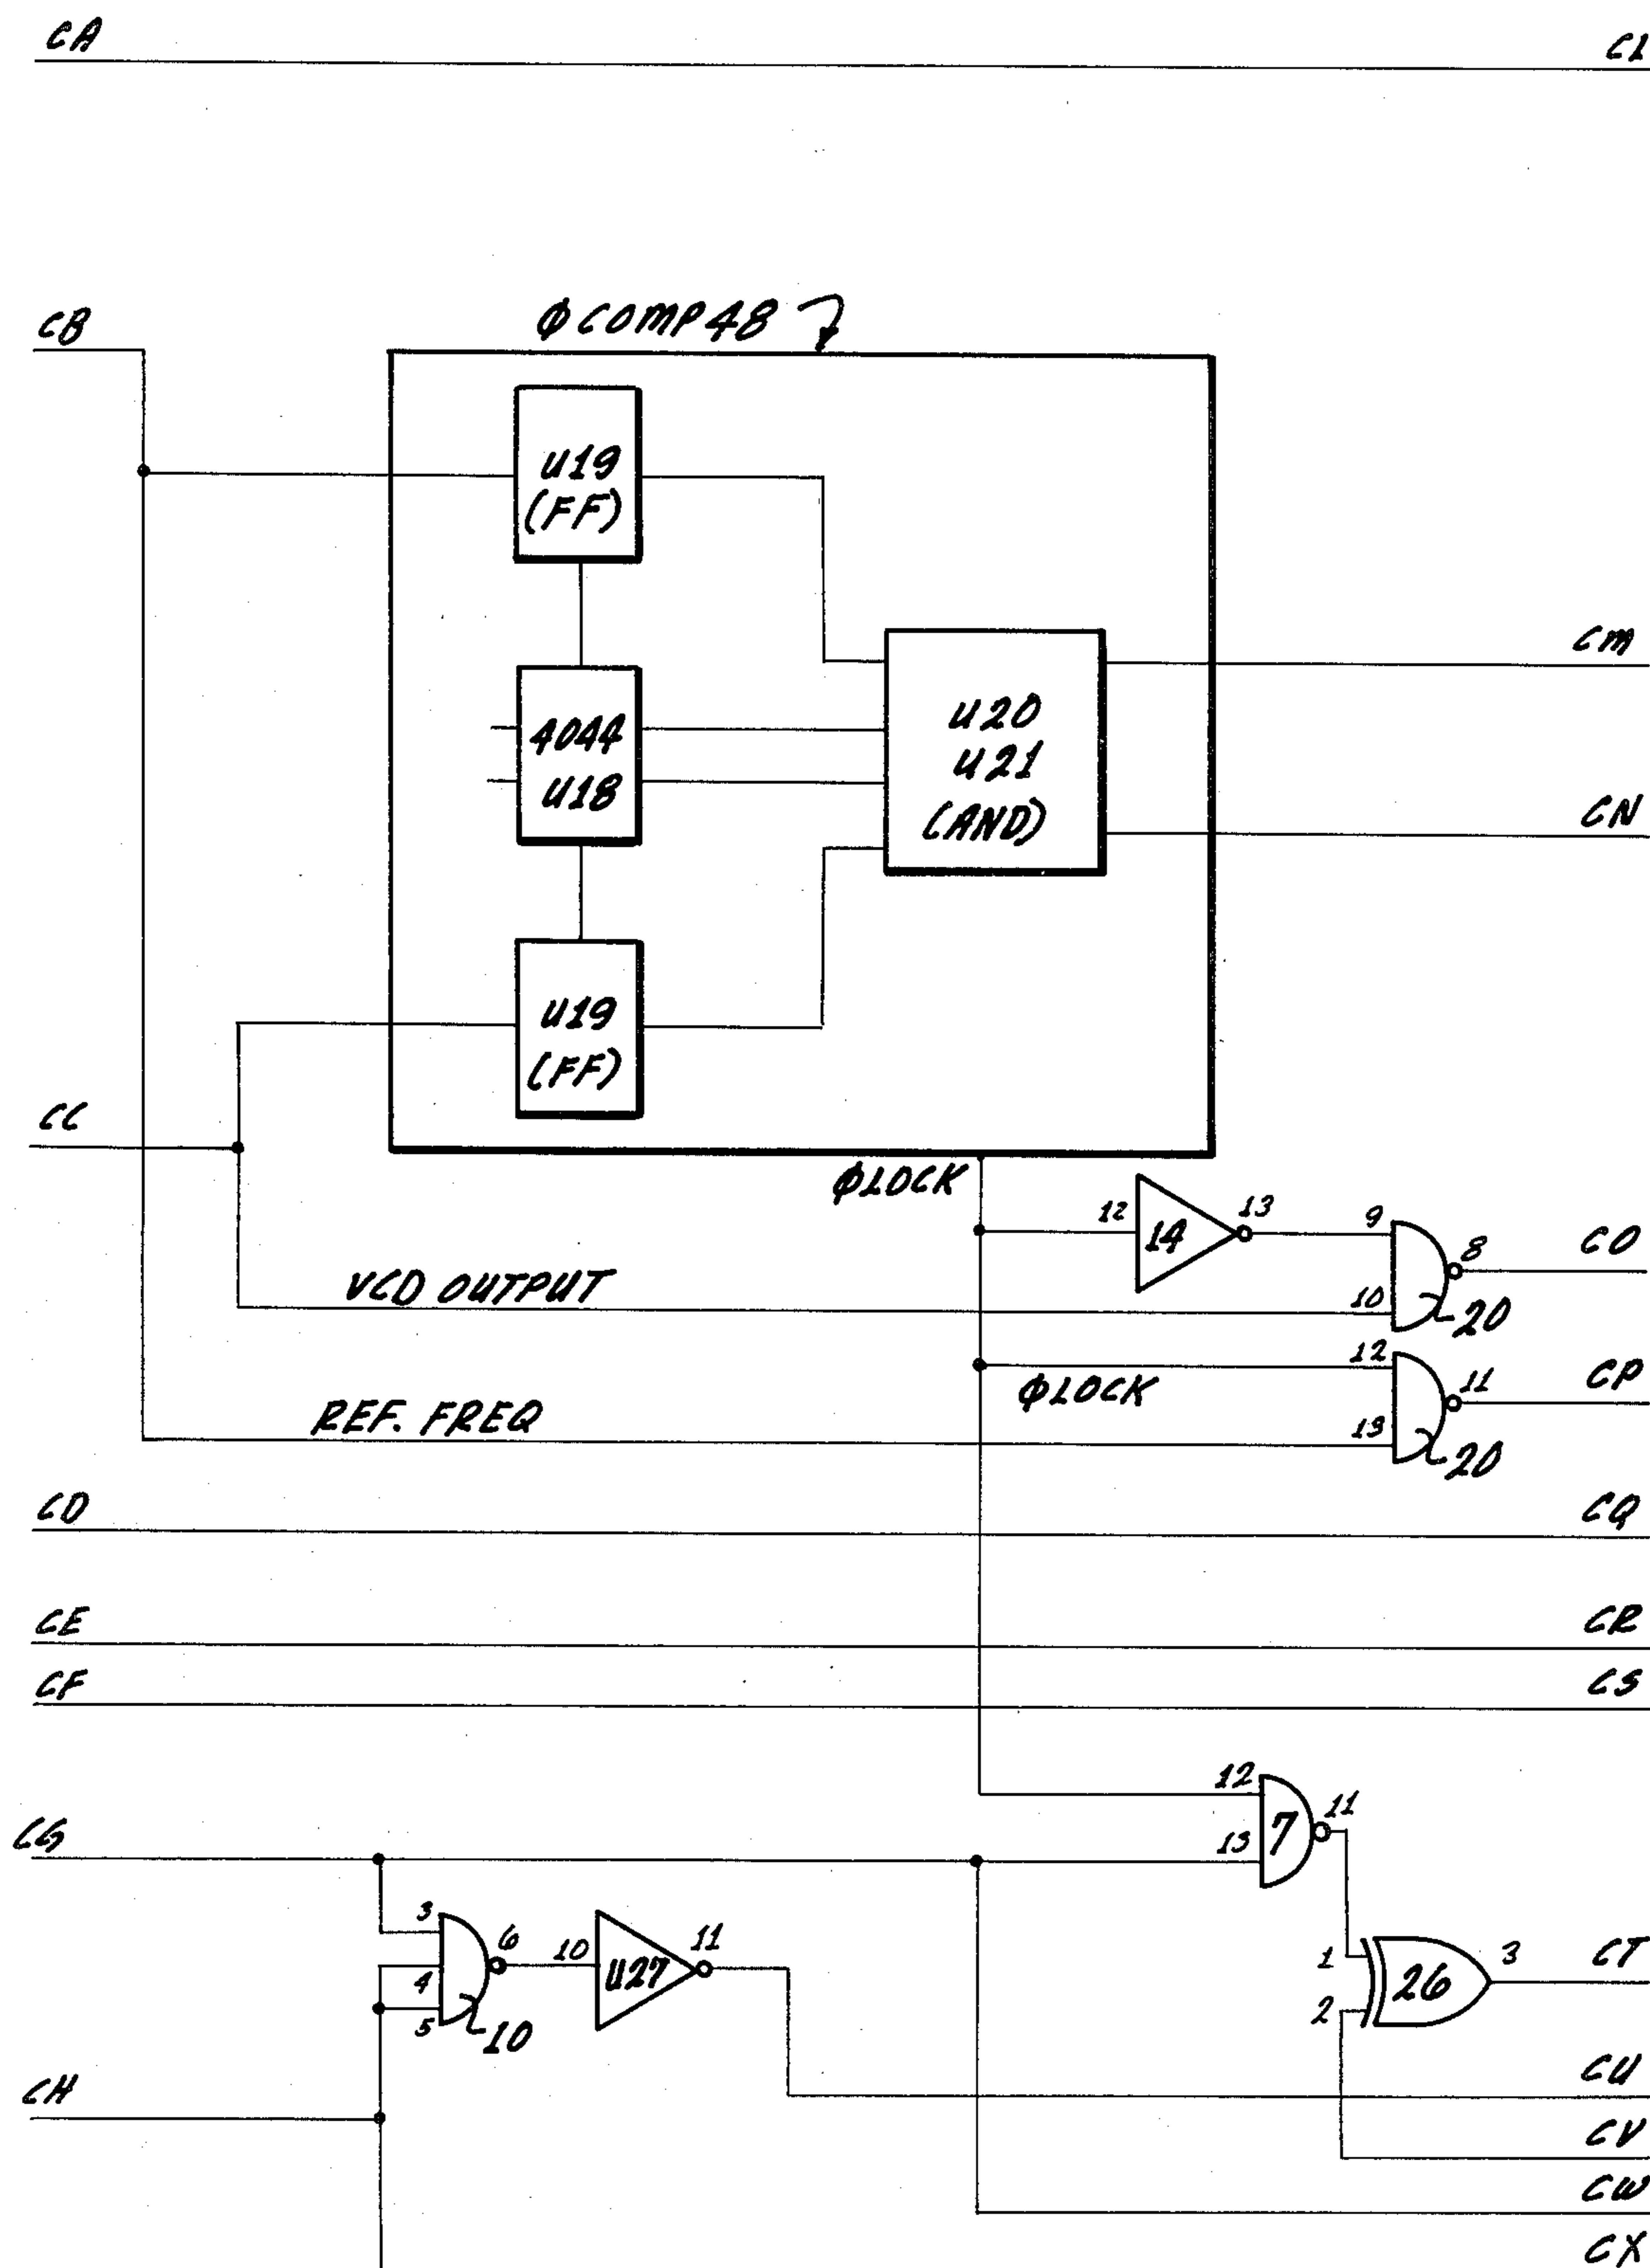 CA
CL
CB
ΦCOMP48
U19
(FF)
CM
4044
U18
U20
U21
(AND)
CN
U19
(FF)
CC
ΦLOCK
12
14
13
9
8
CO
VCO OUTPUT
10
20
12
11
CP
ΦLOCK
REF. FREQ
13
20
CD
CQ
CE
CR
CF
CS
12
11
CG
13
7
3
6
10
U27
11
4
5
10
1
26
3
CT
2
CH
CU
CV
CW
CX